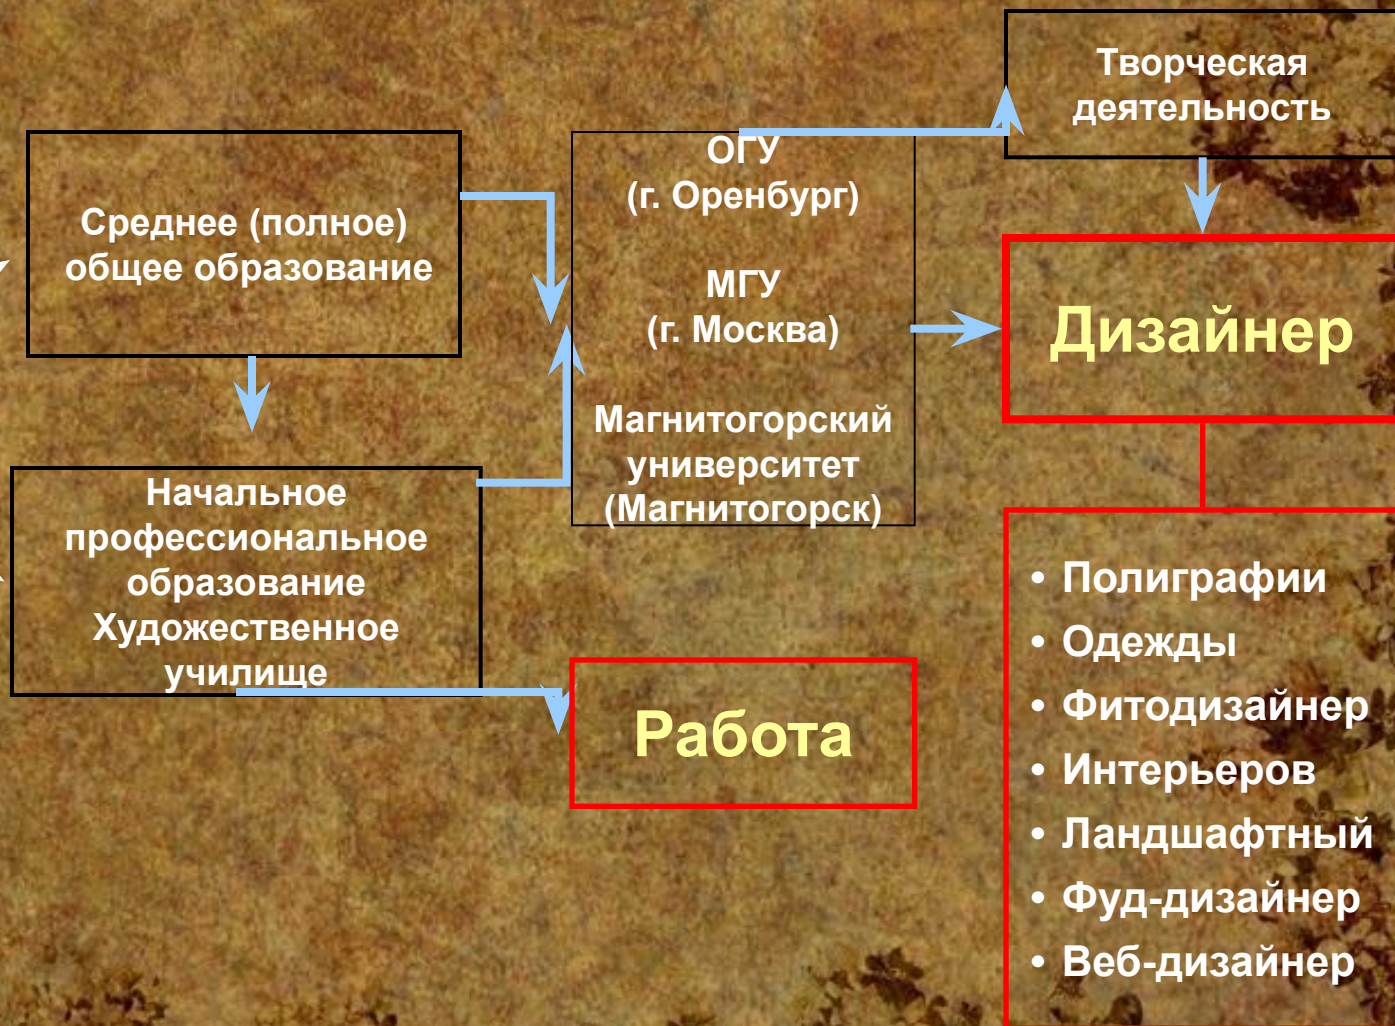 Творческая
деятельность
Среднее (полное)
общее образование
ОГУ
(г. Оренбург)
МГУ
(г. Москва)
Магнитогорский
университет
(Магнитогорск)
Дизайнер
Начальное
профессиональное
образование
Художественное
училище
Работа
• Полиграфии
• Одежды
• Фитодизайнер
• Интерьеров
• Ландшафтный
• Фуд-дизайнер
• Веб-дизайнер